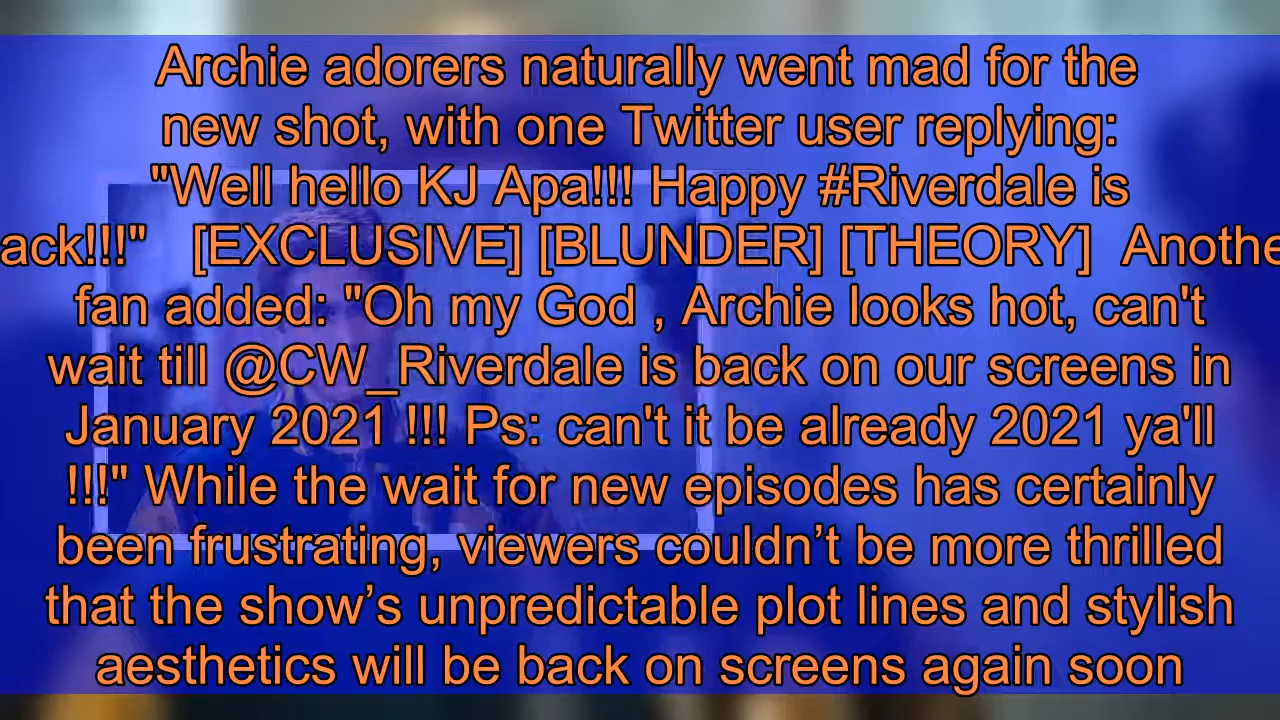 Archie adorers naturally went mad for the
new shot, with one Twitter user replying:
"Well hello KJ Apa!!! Happy #Riverdale is
ack!!!" [EXCLUSIVE] [BLUNDER] [THEORY] Anothe
fan added: "Oh my God , Archie looks hot, can't
wait till @CW_Riverdale is back on our screens in
January 2021 !!! Ps: can't it be already 2021 ya'll
!!!" While the wait for new episodes has certainly
been frustrating, viewers couldn’t be more thrilled
that the show’s unpredictable plot lines and stylish
aesthetics will be back on screens again soon